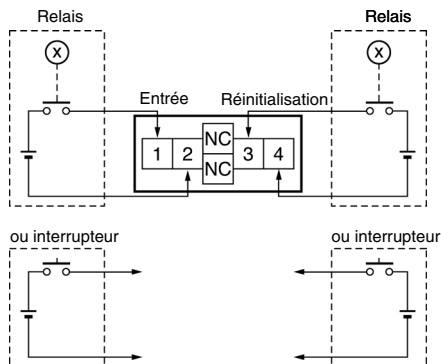 Relais
Relais
X
X
Entrée
Réinitialisation
1 2 NC 3 4
NC
ou interrupteur
ou interrupteur